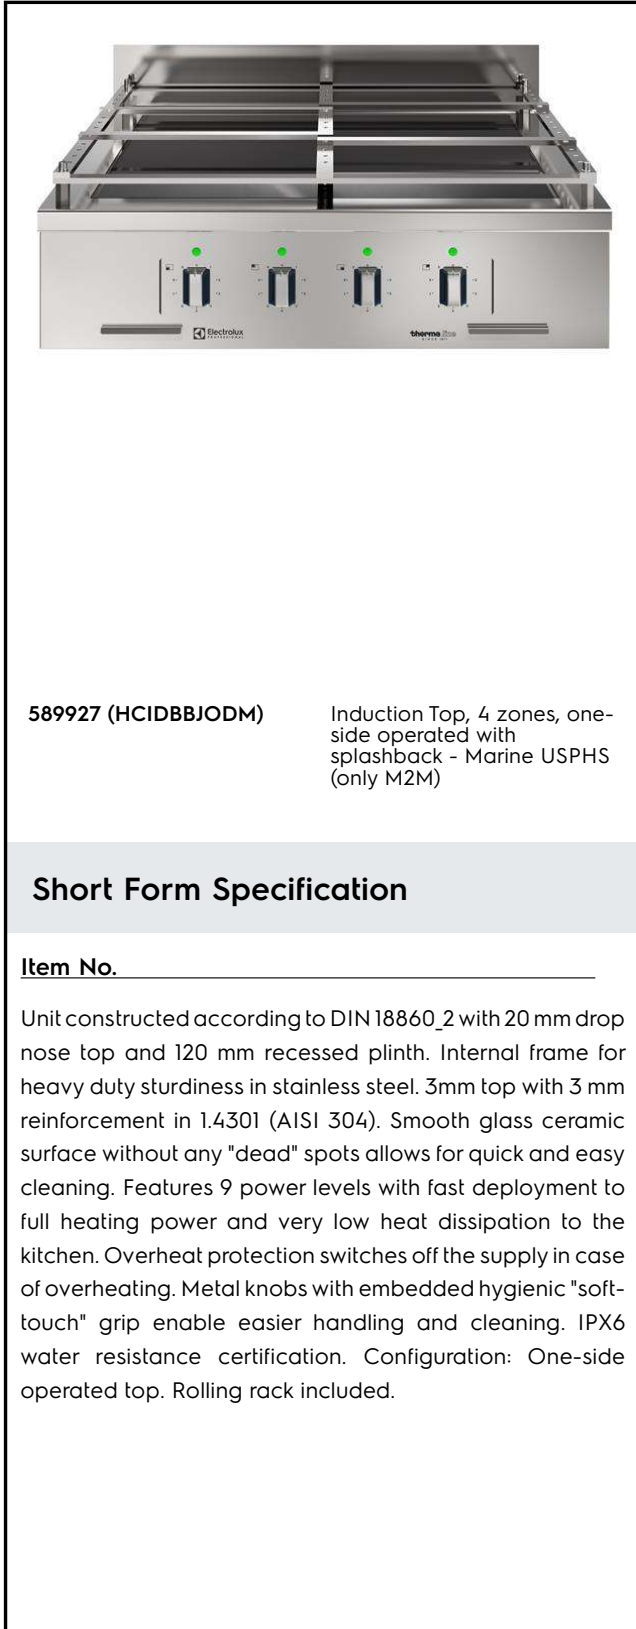 Electrolux
PROFESSIONAL
thermaline
589927 (HCIDBBJODM)
Induction Top, 4 zones, one-
side operated with
splashback - Marine USPHS
(only M2M)
Short Form Specification
Item No.
Unit constructed according to DIN 18860_2 with 20 mm drop
nose top and 120 mm recessed plinth. Internal frame for
heavy duty sturdiness in stainless steel. 3mm top with 3 mm
reinforcement in 1.4301 (AISI 304). Smooth glass ceramic
surface without any "dead" spots allows for quick and easy
cleaning. Features 9 power levels with fast deployment to
full heating power and very low heat dissipation to the
kitchen. Overheat protection switches off the supply in case
of overheating. Metal knobs with embedded hygienic "soft-
touch" grip enable easier handling and cleaning. IPX6
water resistance certification. Configuration: One-side
operated top. Rolling rack included.